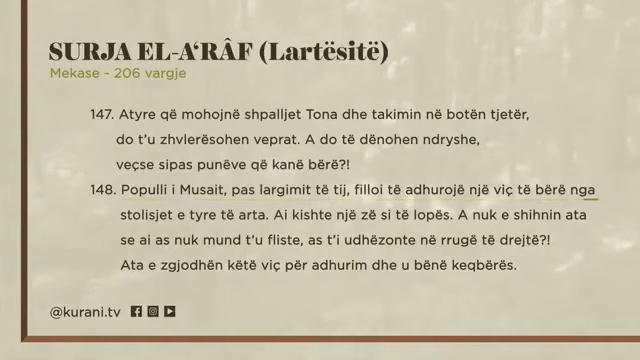 SURJA EL-A‘RÂF (Lartësitë)
Mekase - 206 vargje
147. Atyre që mohojnë shpalljet Tona dhe takimin në botën tjetër,
do t’u zhvlerësohen veprat. A do të dënohen ndryshe,
veçse sipas punëve që kanë bërë?!
148. Populli i Musait, pas largimit të tij, filloi të adhurojë një viç të bërë nga
stolisjet e tyre të arta. Ai kishte një zë si të lopës. A nuk e shihnin ata
se ai as nuk mund t’u fliste, as t’i udhëzonte në rrugë të drejtë?!
Ata e zgjodhën këtë viç për adhurim dhe u bënë keqbërës.
@kurani.tv